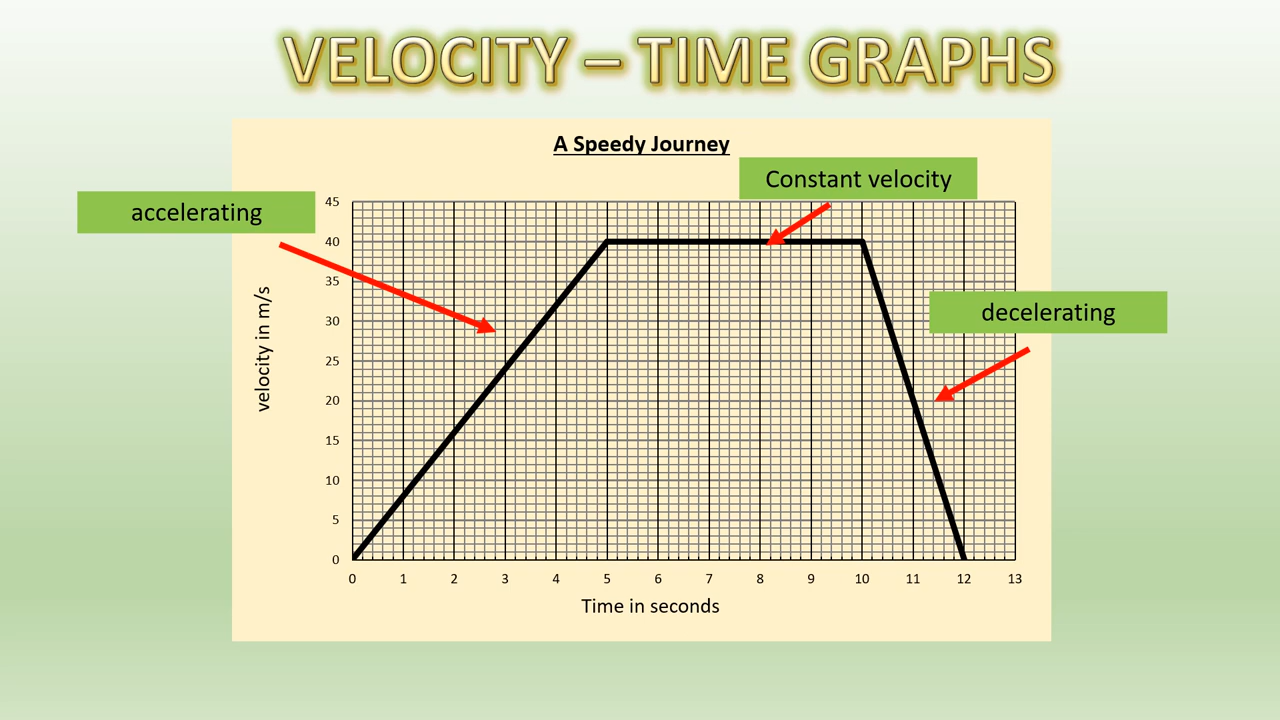 VELOCITY – TIME GRAPHS
A Speedy Journey
Constant velocity
accelerating
decelerating
velocity in m/s
45
40
35
30
25
20
15
10
5
0
0 1 2 3 4 5 6 7 8 9 10 11 12 13
Time in seconds